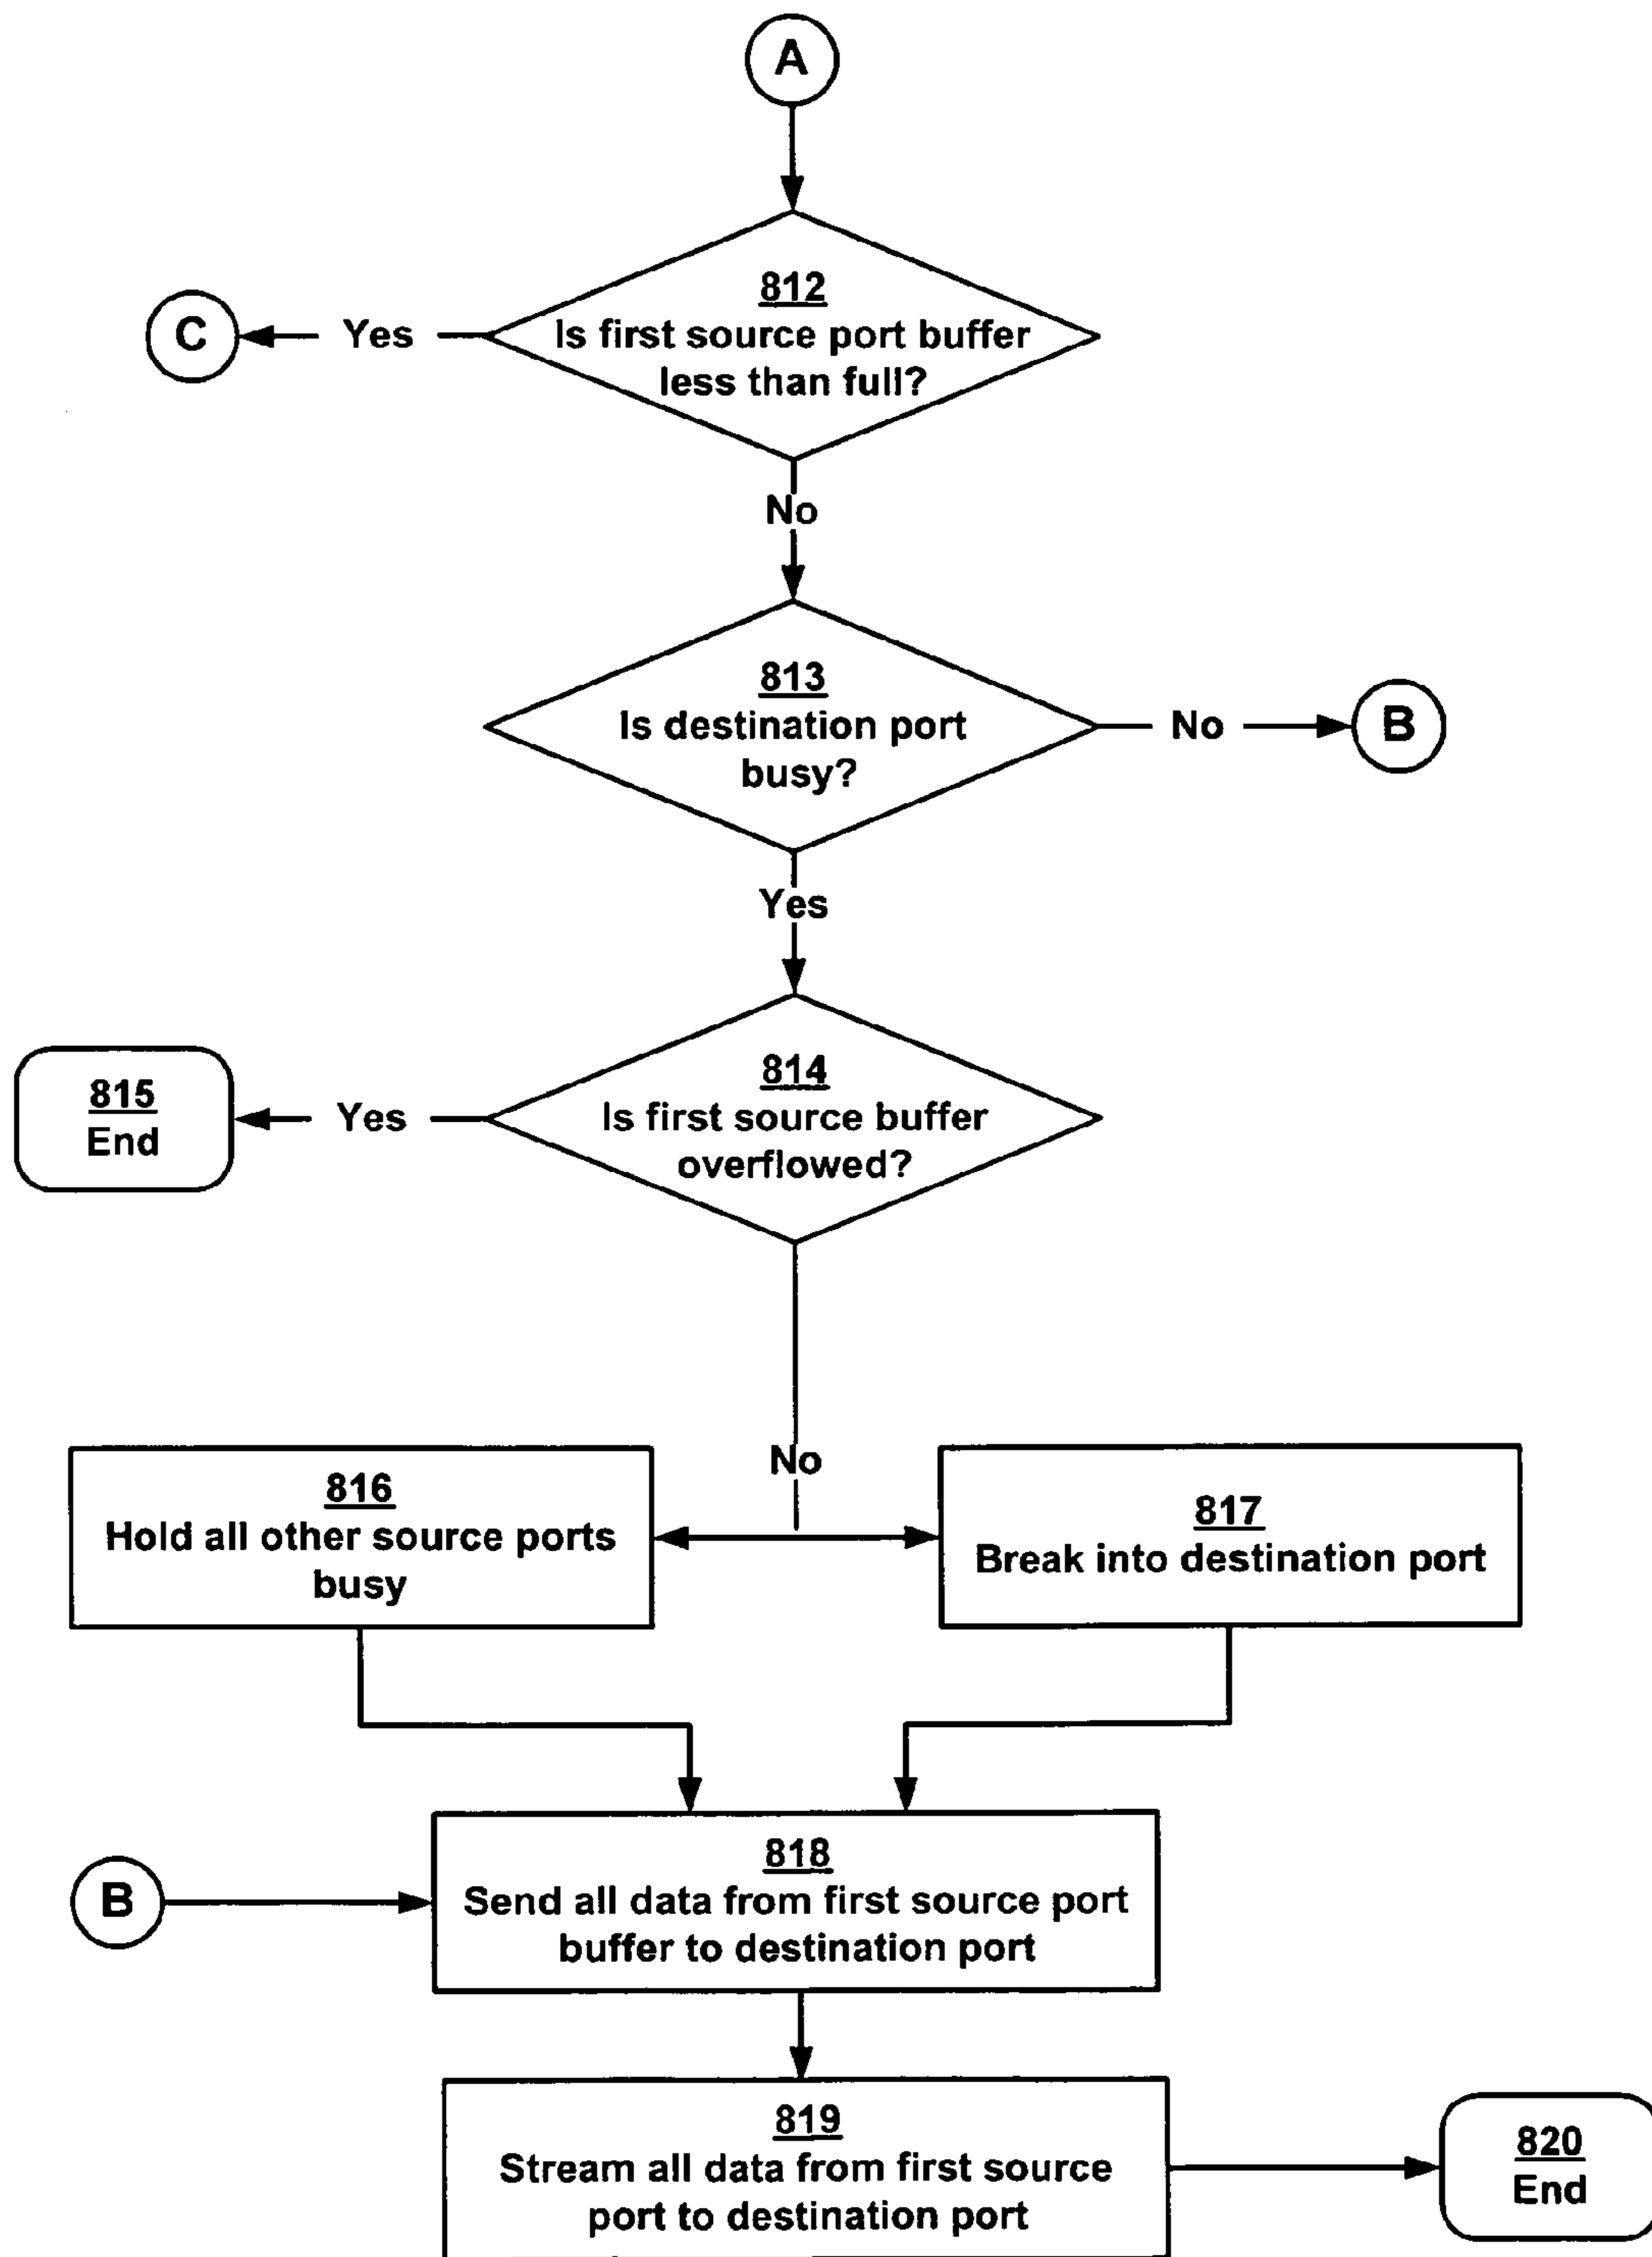 A
812
Is first source port buffer
less than full?
Yes
C
No
813
Is destination port
busy?
No
B
Yes
814
Is first source buffer
overflowed?
Yes
815
End
No
816
Hold all other source ports
busy
817
Break into destination port
B
818
Send all data from first source port
buffer to destination port
819
Stream all data from first source
port to destination port
820
End